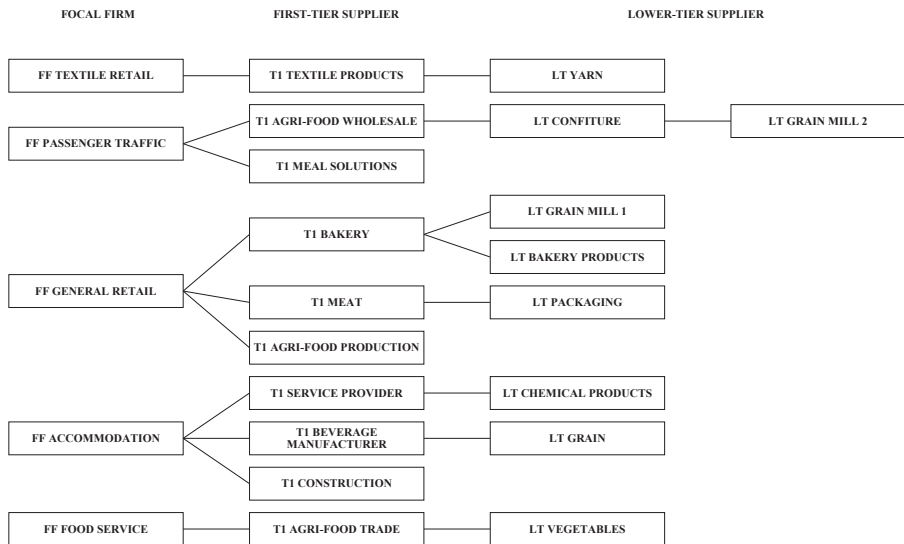 FOCAL FIRM
FIRST-TIER SUPPLIER
LOWER-TIER SUPPLIER
FF TEXTILE RETAIL
T1 TEXTILE PRODUCTS
LT YARN
FF PASSENGER TRAFFIC
T1 AGRI-FOOD WHOLESALE
LT CONFITURE
LT GRAIN MILL 2
T1 MEAL SOLUTIONS
FF GENERAL RETAIL
T1 BAKERY
LT GRAIN MILL 1
LT BAKERY PRODUCTS
T1 MEAT
LT PACKAGING
T1 AGRI-FOOD PRODUCTION
FF ACCOMMODATION
T1 SERVICE PROVIDER
LT CHEMICAL PRODUCTS
T1 BEVERAGE
MANUFACTURER
LT GRAIN
T1 CONSTRUCTION
FF FOOD SERVICE
T1 AGRI-FOOD TRADE
LT VEGETABLES